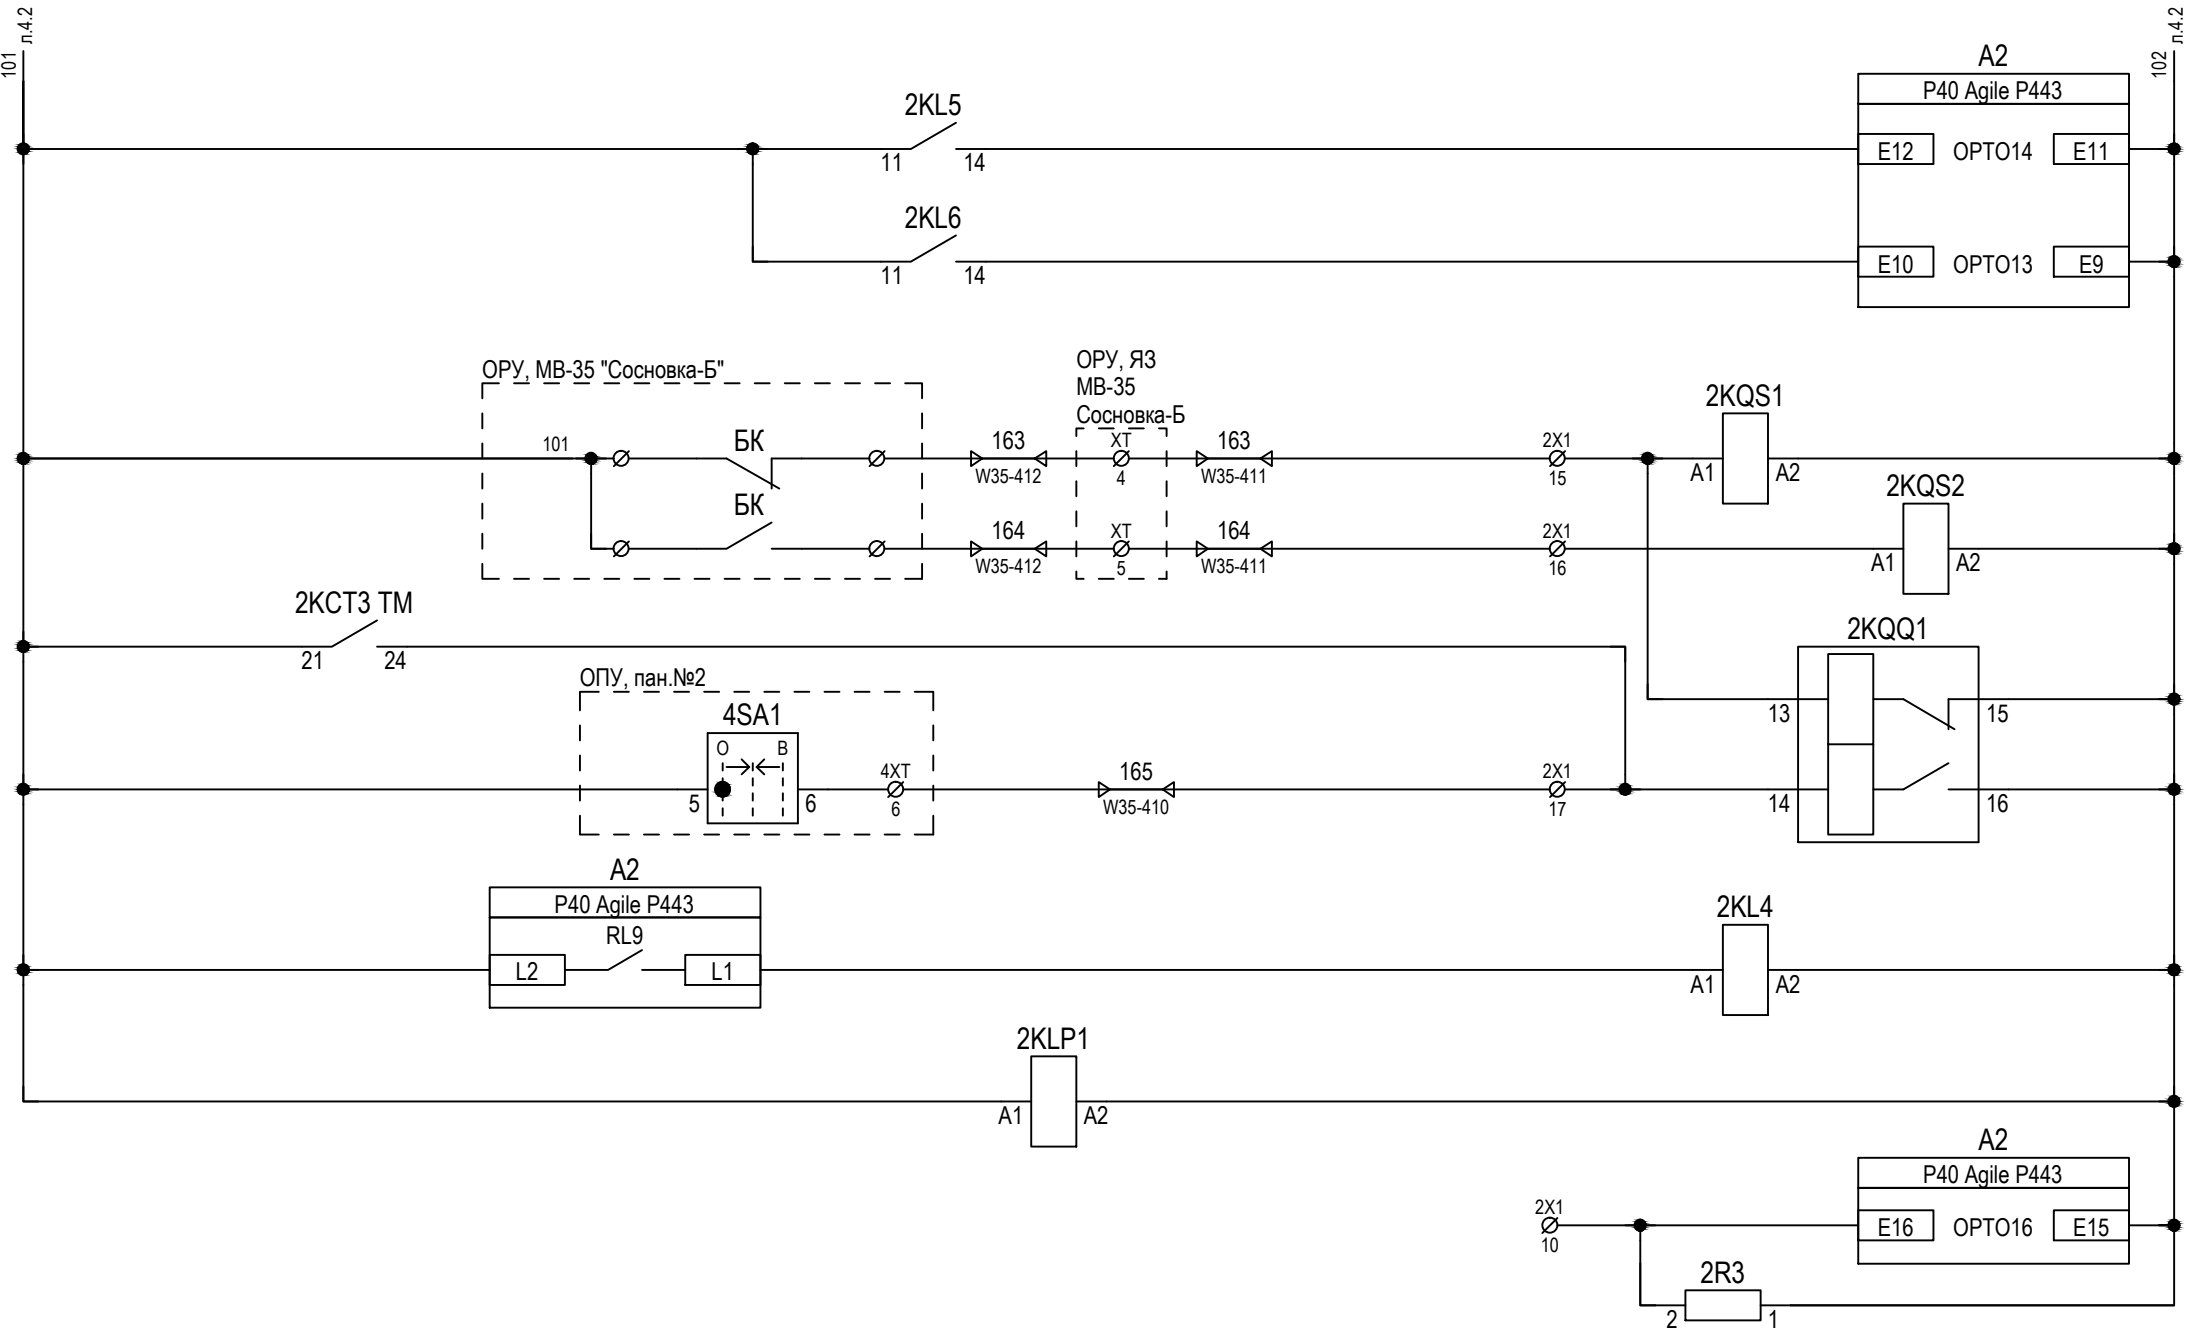 101 л.4.2
102 л.4.2
A2
P40 Agile P443
2KL5
11 14
E12 OPTO14 E11
2KL6
11 14
E10 OPTO13 E9
ОРУ, МВ-35 "Сосновка-Б"
ОРУ, ЯЗ
МВ-35
Сосновка-Б
2KQS1
101 БК 163 XT 163 2X1
W35-412 4 W35-411 15 A1 A2
2KQS2
БК 164 XT 164 2X1
W35-412 5 W35-411 16 A1 A2
2KCT3 TM
21 24
2KQQ1
13 15
ОПУ, пан.№2
4SA1
О В
5 6 4XT 6 165 W35-410 2X1 17
14 16
A2
P40 Agile P443
RL9
L2 L1
2KL4
A1 A2
2KLP1
A1 A2
A2
P40 Agile P443
2X1
10
E16 OPTO16 E15
2R3
2 1